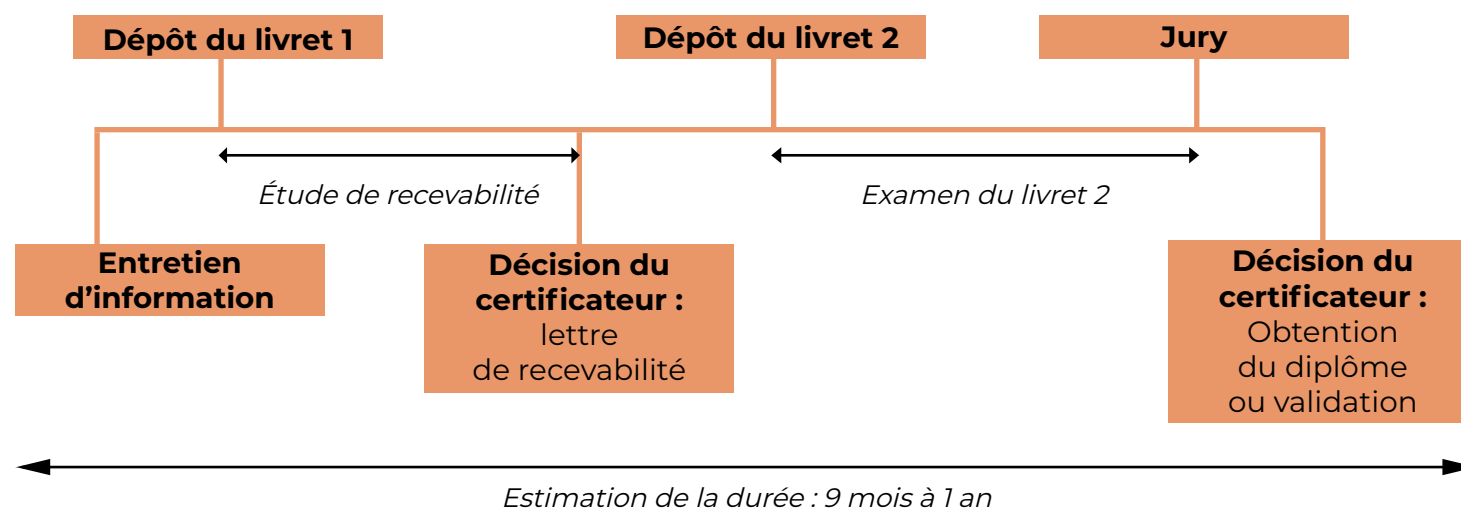 Dépôt du livret 1
Dépôt du livret 2
Jury
Étude de recevabilité
Examen du livret 2
Entretien
d’information
Décision du
certificateur :
lettre
de recevabilité
Décision du
certificateur :
Obtention
du diplôme
ou validation
Estimation de la durée : 9 mois à 1 an